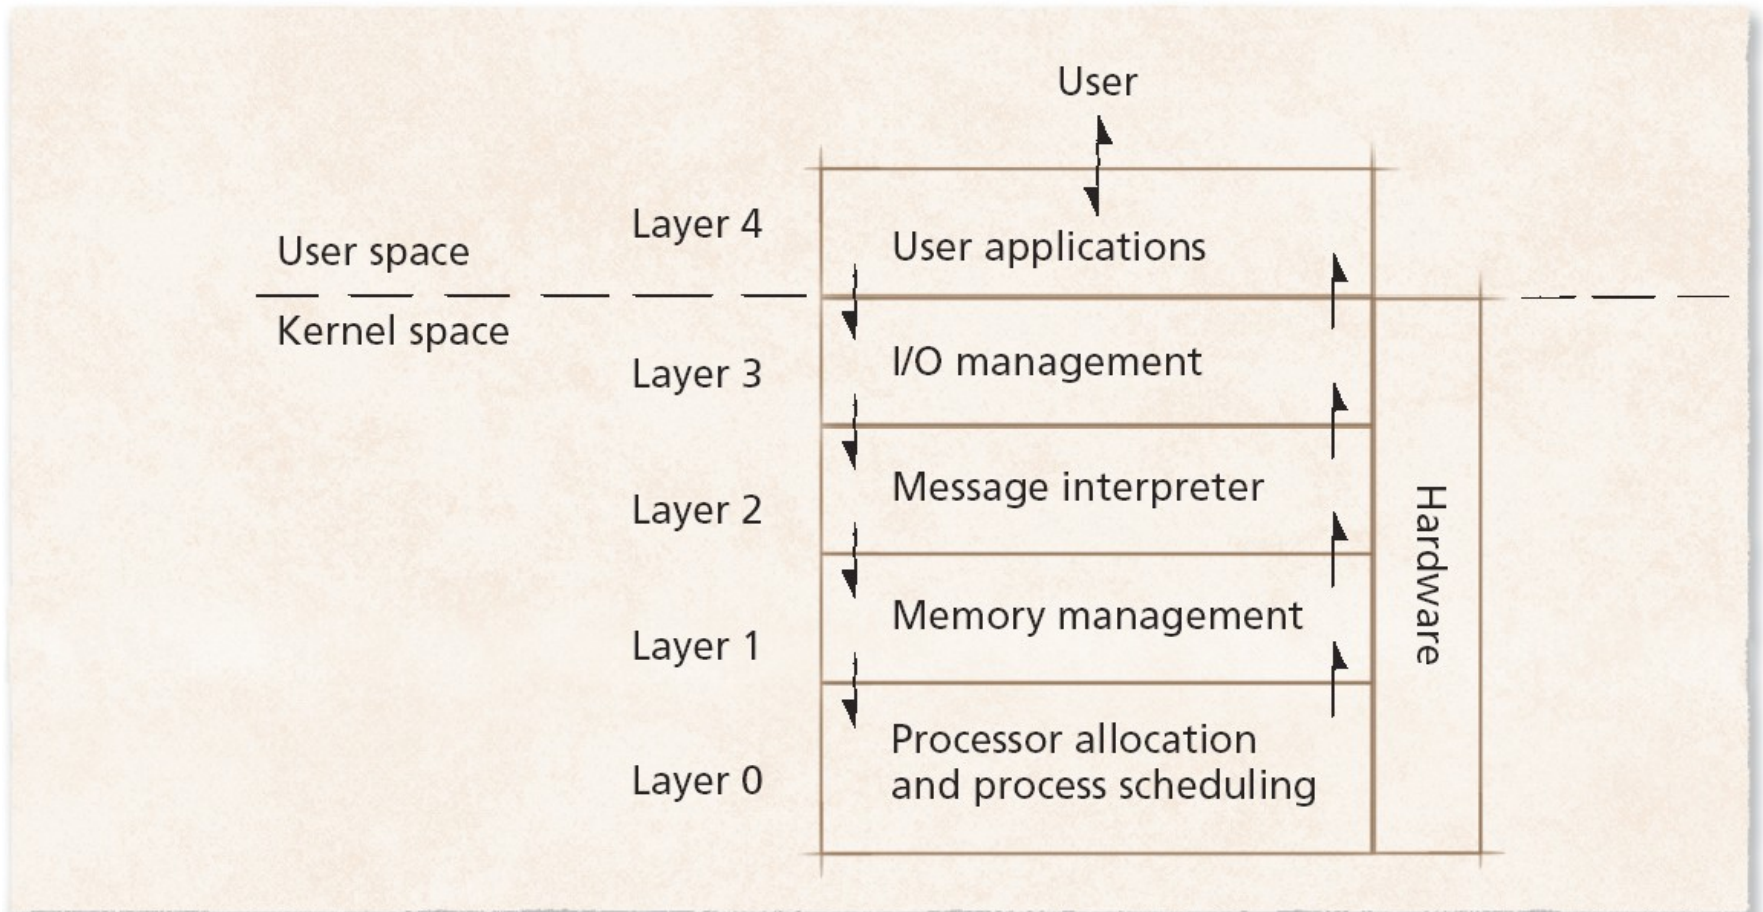 User
Layer 4
User space
User applications
Kernel space
Layer 3
I/O management
Layer 2
Message interpreter
Layer 1
Memory management
Hardware
Layer 0
Processor allocation
and process scheduling